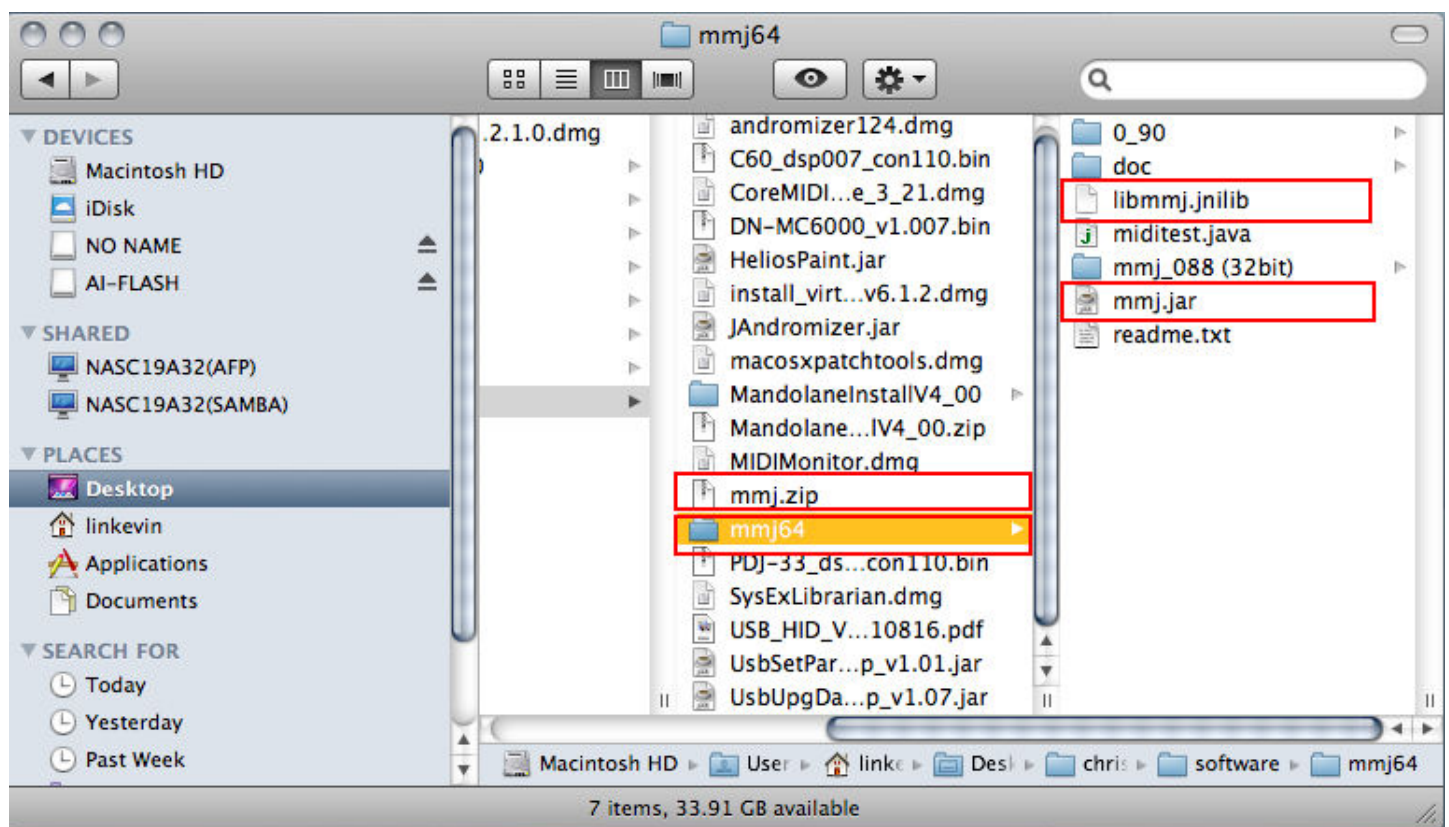 mmj64
DEVICES
Macintosh HD
iDisk
NO NAME
AI-FLASH
SHARED
NASC19A32(AFP)
NASC19A32(SAMBA)
PLACES
Desktop
linkevin
Applications
Documents
SEARCH FOR
Today
Yesterday
Past Week
.2.1.0.dmg
andromizer124.dmg
C60_dsp007_con110.bin
CoreMIDI...e_3_21.dmg
DN-MC6000_v1.007.bin
HeliosPaint.jar
install_virt...v6.1.2.dmg
JAndromizer.jar
macosxpatchtools.dmg
MandolaneInstallV4_00
Mandolane...lV4_00.zip
MIDIMonitor.dmg
mmj.zip
mmj64
PDJ-33_ds...con110.bin
SysExLibrarian.dmg
USB_HID_V...10816.pdf
UsbSetPar...p_v1.01.jar
UsbUpgDa...p_v1.07.jar
0_90
doc
libmmj.jnilib
miditest.java
mmj_088 (32bit)
mmj.jar
readme.txt
Macintosh HD User linke Desk chris software mmj64
7 items, 33.91 GB available